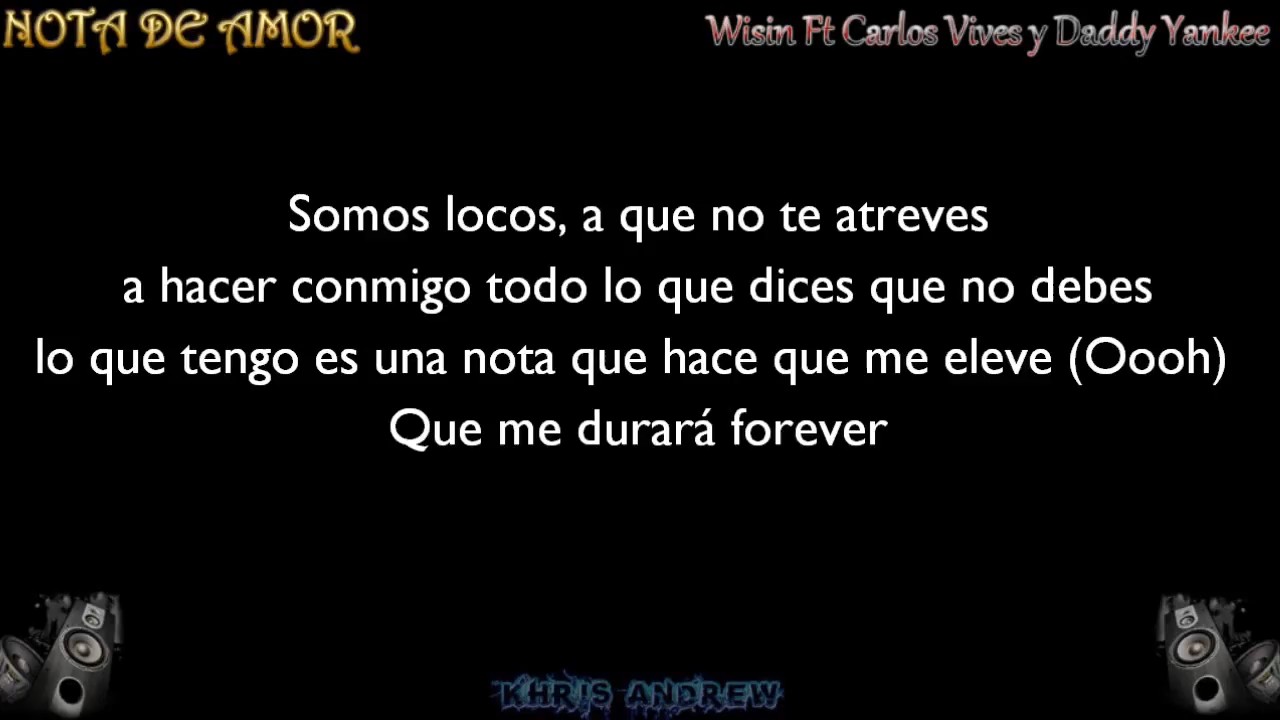 NOTA DE AMOR
Wisin Ft Carlos Vives y Daddy Yankee
Somos locos, a que no te atreves
a hacer conmigo todo lo que dices que no debes
lo que tengo es una nota que hace que me eleve (Oooh)
Que me durará forever
KHRIS ANDREW